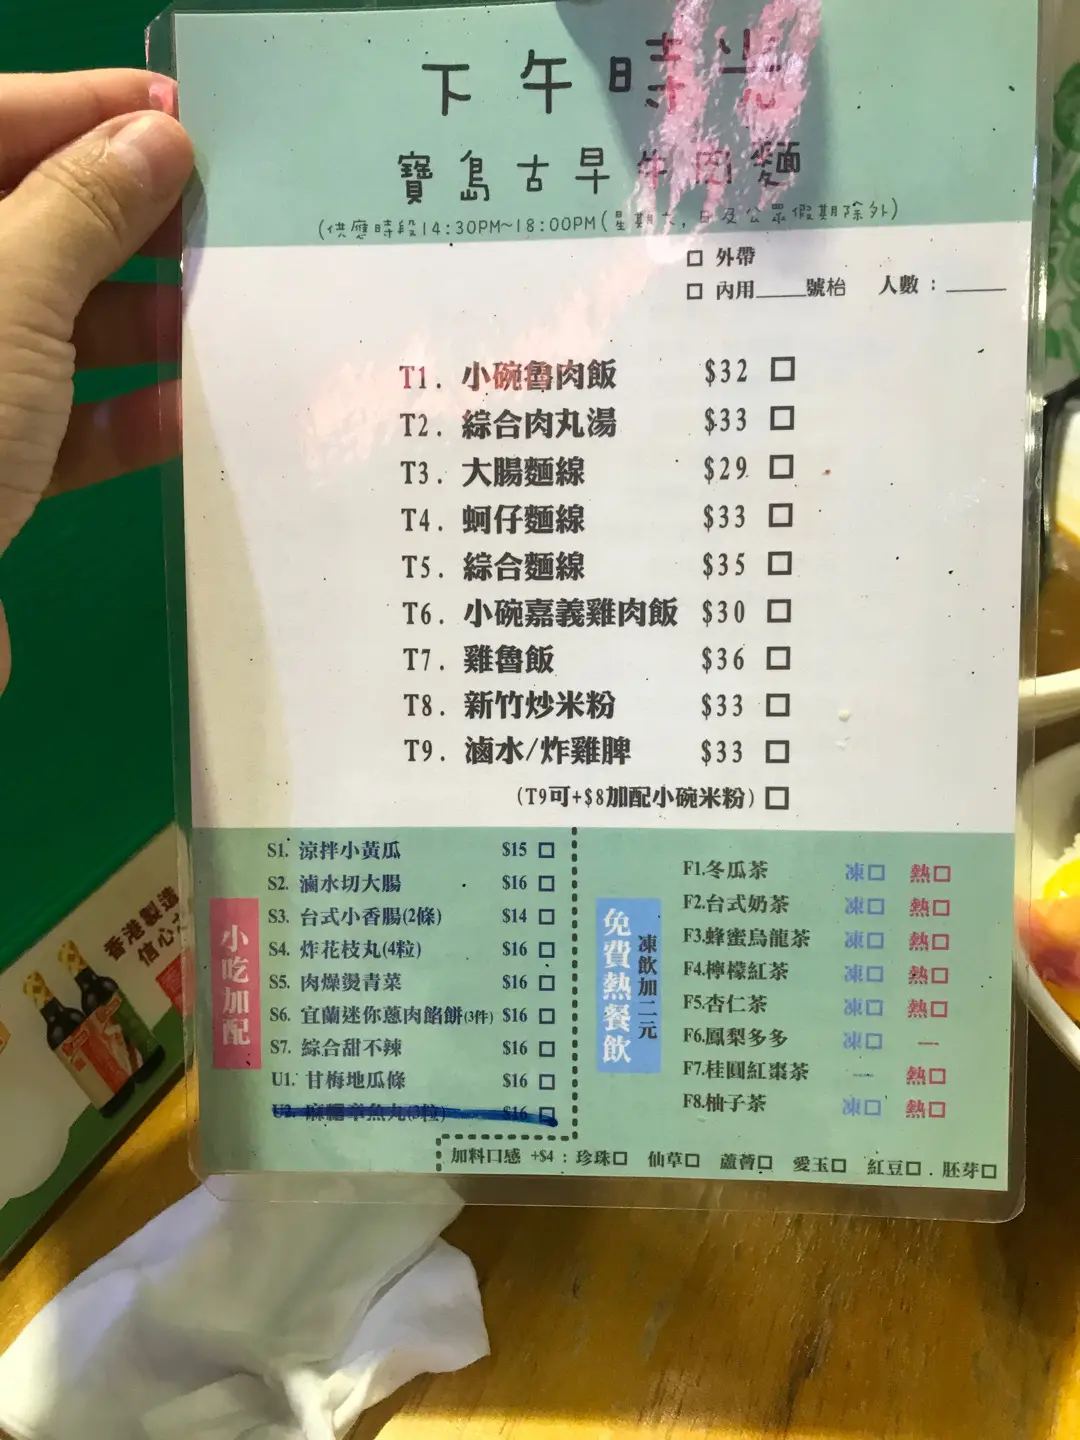 下午時光
寶島古早牛肉麵
(供應時段14:30PM~18:00PM(星期六,日及公眾假期除外)
□ 外帶
□ 內用____號枱 人數：_____
T1. 小碗魯肉飯 $32 □
T2. 綜合肉丸湯 $33 □
T3. 大腸麵線 $29 □
T4. 蚵仔麵線 $33 □
T5. 綜合麵線 $35 □
T6. 小碗嘉義雞肉飯 $30 □
T7. 雞魯飯 $36 □
T8. 新竹炒米粉 $33 □
T9. 滷水/炸雞脾 $33 □
(T9可+$8加配小碗米粉) □
小吃加配
S1. 涼拌小黃瓜 $15 □
S2. 滷水切大腸 $16 □
S3. 台式小香腸(2條) $14 □
S4. 炸花枝丸(4粒) $16 □
S5. 肉燥燙青菜 $16 □
S6. 宜蘭迷你蔥肉餡餅(3件) $16 □
S7. 綜合甜不辣 $16 □
U1. 甘梅地瓜條 $16 □
U2. 章魚丸(3粒) $16 □
免費熱餐飲
凍飲加二元
F1.冬瓜茶 凍□ 熱□
F2.台式奶茶 凍□ 熱□
F3.蜂蜜烏龍茶 凍□ 熱□
F4.檸檬紅茶 凍□ 熱□
F5.杏仁茶 凍□ 熱□
F6.鳳梨多多 凍□ —
F7.桂圓紅棗茶 — 熱□
F8.柚子茶 凍□ 熱□
加料口感 +$4：珍珠□ 仙草□ 蘆薈□ 愛玉□ 紅豆□. 胚芽□
香港製造
信心